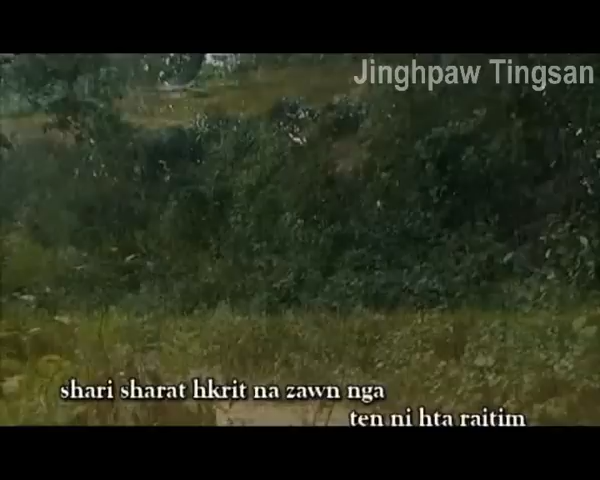 Jinghpaw Tingsan
shari sharat hkrit na zawn nga
ten ni hta raitim